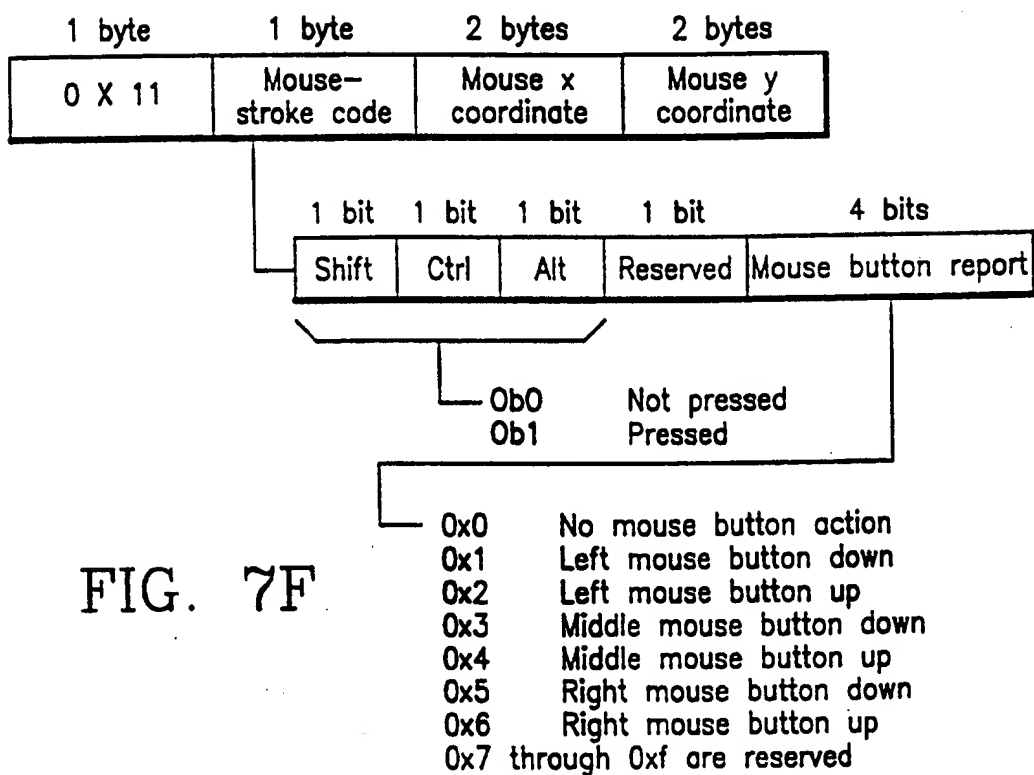 1 byte 1 byte 2 bytes 2 bytes
0 X 11 Mouse- Mouse x Mouse y
stroke code coordinate coordinate
1 bit 1 bit 1 bit 1 bit 4 bits
Shift Ctrl Alt Reserved Mouse button report
0b0 Not pressed
0b1 Pressed
0x0 No mouse button action
0x1 Left mouse button down
0x2 Left mouse button up
0x3 Middle mouse button down
0x4 Middle mouse button up
0x5 Right mouse button down
0x6 Right mouse button up
0x7 through 0xf are reserved
FIG. 7F